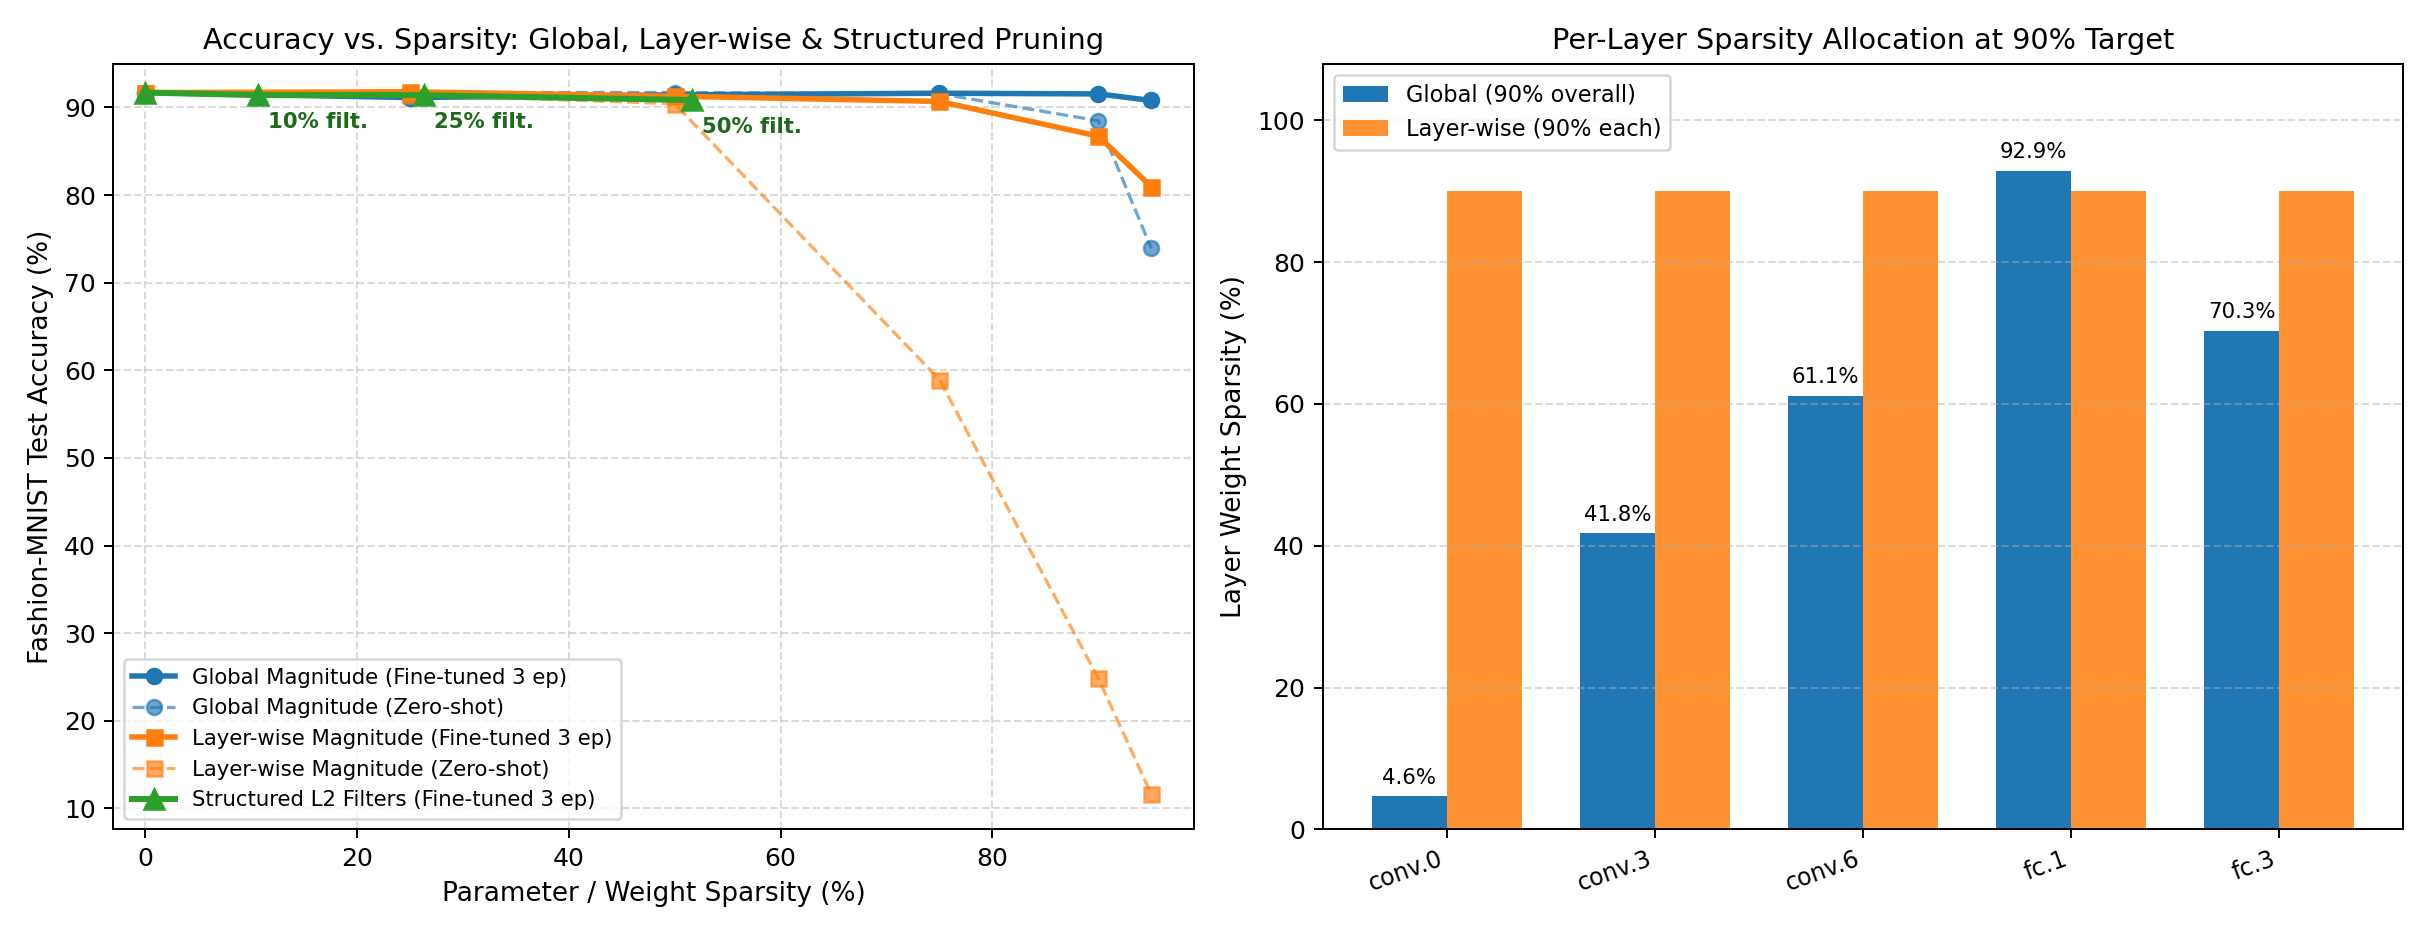 Accuracy vs. Sparsity: Global, Layer-wise & Structured Pruning
Fashion-MNIST Test Accuracy (%)
90
80
70
60
50
40
30
20
10
10% filt.
25% filt.
50% filt.
Global Magnitude (Fine-tuned 3 ep)
Global Magnitude (Zero-shot)
Layer-wise Magnitude (Fine-tuned 3 ep)
Layer-wise Magnitude (Zero-shot)
Structured L2 Filters (Fine-tuned 3 ep)
0 20 40 60 80
Parameter / Weight Sparsity (%)
Per-Layer Sparsity Allocation at 90% Target
Layer Weight Sparsity (%)
100
80
60
40
20
0
Global (90% overall)
Layer-wise (90% each)
4.6%
41.8%
61.1%
92.9%
70.3%
conv.0 conv.3 conv.6 fc.1 fc.3